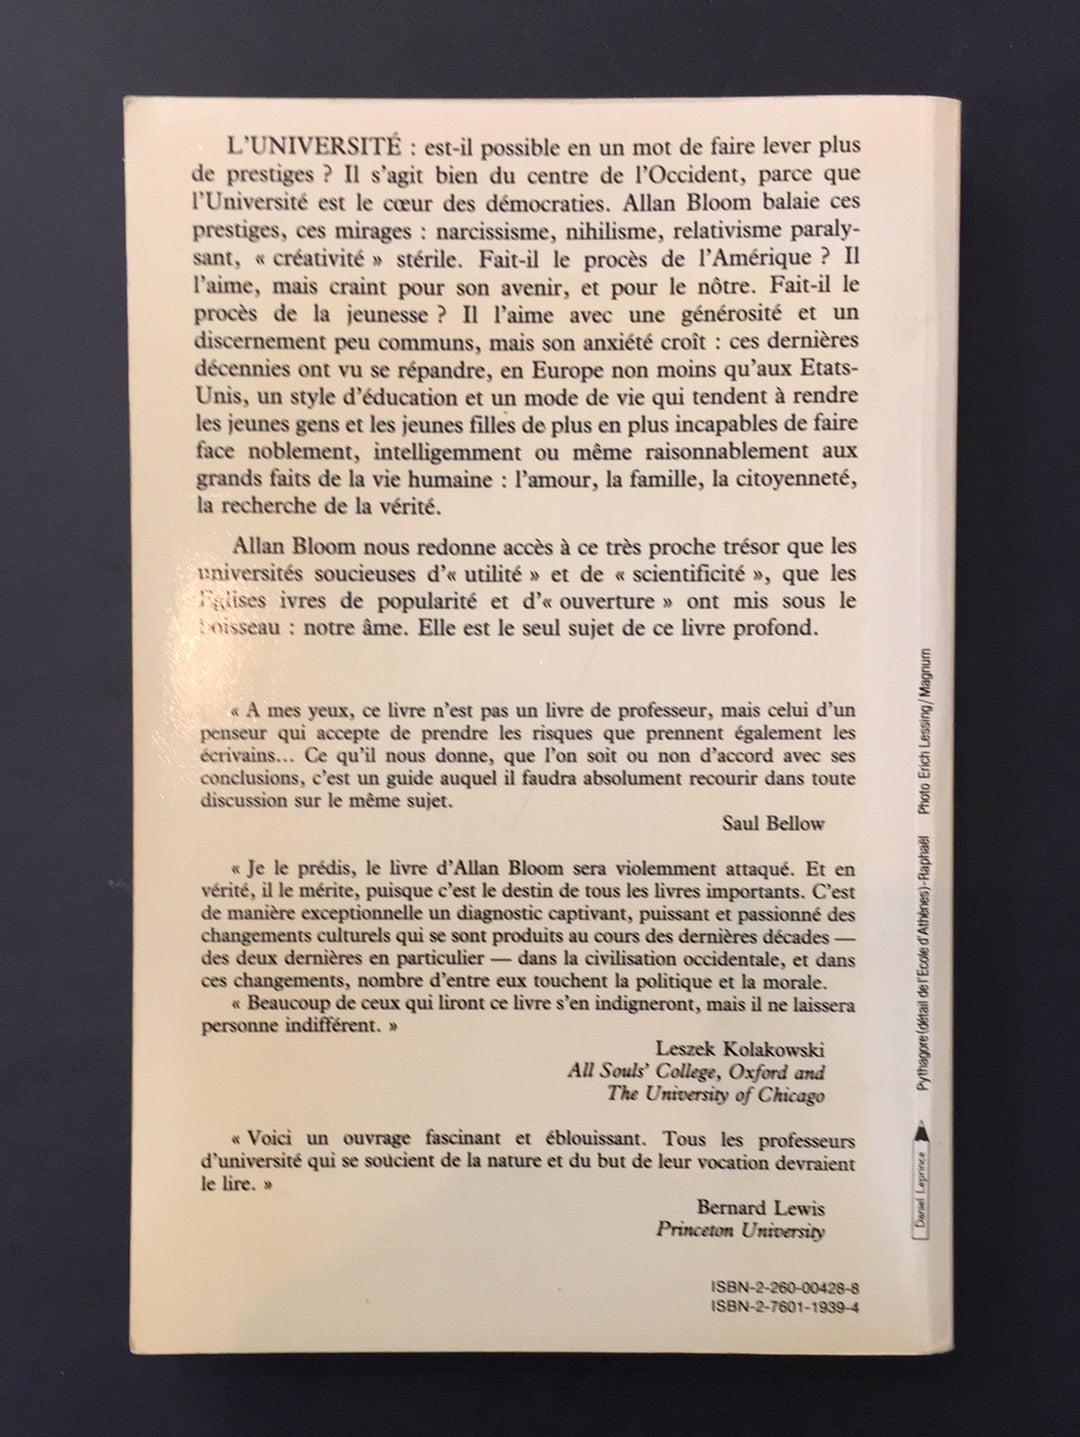 L'UNIVERSITÉ : est-il possible en un mot de faire lever plus
de prestiges ? Il s'agit bien du centre de l'Occident, parce que
l'Université est le cœur des démocraties. Allan Bloom balaie ces
prestiges, ces mirages : narcissisme, nihilisme, relativisme paraly-
sant, « créativité » stérile. Fait-il le procès de l'Amérique ? Il
l'aime, mais craint pour son avenir, et pour le nôtre. Fait-il le
procès de la jeunesse ? Il l'aime avec une générosité et un
discernement peu communs, mais son anxiété croît : ces dernières
décennies ont vu se répandre, en Europe non moins qu'aux Etats-
Unis, un style d'éducation et un mode de vie qui tendent à rendre
les jeunes gens et les jeunes filles de plus en plus incapables de faire
face noblement, intelligemment ou même raisonnablement aux
grands faits de la vie humaine : l'amour, la famille, la citoyenneté,
la recherche de la vérité.
Allan Bloom nous redonne accès à ce très proche trésor que les
universités soucieuses d'« utilité » et de « scientificité », que les
Églises ivres de popularité et d'« ouverture » ont mis sous le
boisseau : notre âme. Elle est le seul sujet de ce livre profond.
« A mes yeux, ce livre n'est pas un livre de professeur, mais celui d'un
penseur qui accepte de prendre les risques que prennent également les
écrivains... Ce qu'il nous donne, que l'on soit ou non d'accord avec ses
conclusions, c'est un guide auquel il faudra absolument recourir dans toute
discussion sur le même sujet.
Saul Bellow
« Je le prédis, le livre d'Allan Bloom sera violemment attaqué. Et en
vérité, il le mérite, puisque c'est le destin de tous les livres importants. C'est
de manière exceptionnelle un diagnostic captivant, puissant et passionné des
changements culturels qui se sont produits au cours des dernières décades —
des deux dernières en particulier — dans la civilisation occidentale, et dans
ces changements, nombre d'entre eux touchent la politique et la morale.
« Beaucoup de ceux qui liront ce livre s'en indigneront, mais il ne laissera
personne indifférent. »
Leszek Kolakowski
All Souls' College, Oxford and
The University of Chicago
« Voici un ouvrage fascinant et éblouissant. Tous les professeurs
d'université qui se soucient de la nature et du but de leur vocation devraient
le lire. »
Bernard Lewis
Princeton University
ISBN-2-260-00428-8
ISBN-2-7601-1939-4
Daniel Leprince
Pythagore (détail de l'Ecole d'Athènes)-Raphaël Photo Erich Lessing/Magnum